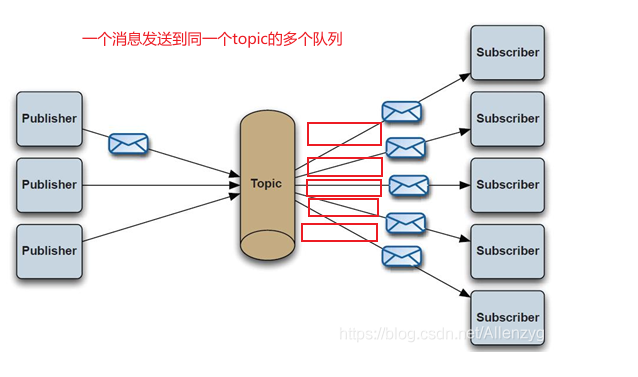 一个消息发送到同一个topic的多个队列
Subscriber
Publisher
Subscriber
Publisher
Topic
Subscriber
Publisher
Subscriber
Subscriber
https://blog.csdn.net/Allenzyg